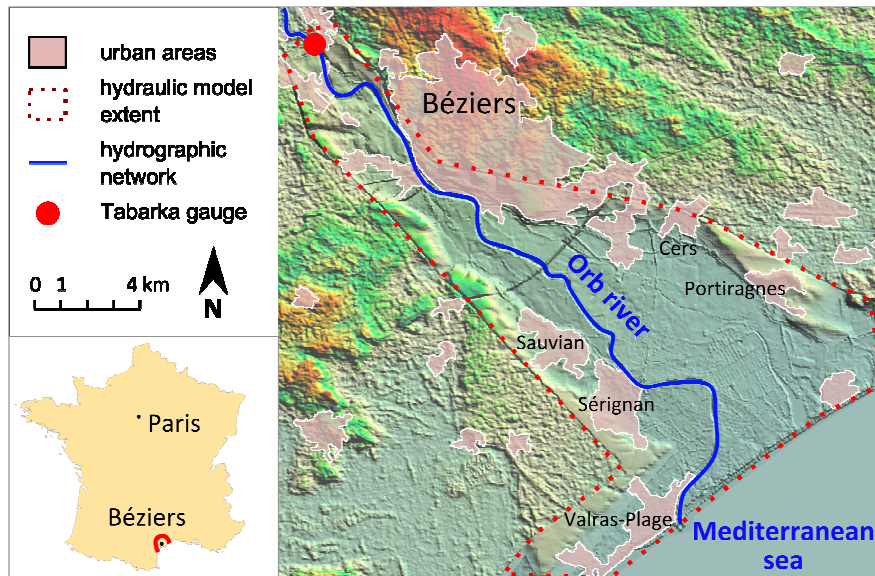 urban areas
hydraulic model
extent
hydrographic
network
Tabarka gauge
0 1 4 km
N
Paris
Béziers
Béziers
Cers
Orb river
Portiragnes
Sauvian
Sérignan
Valras-Plage
Mediterranean
sea